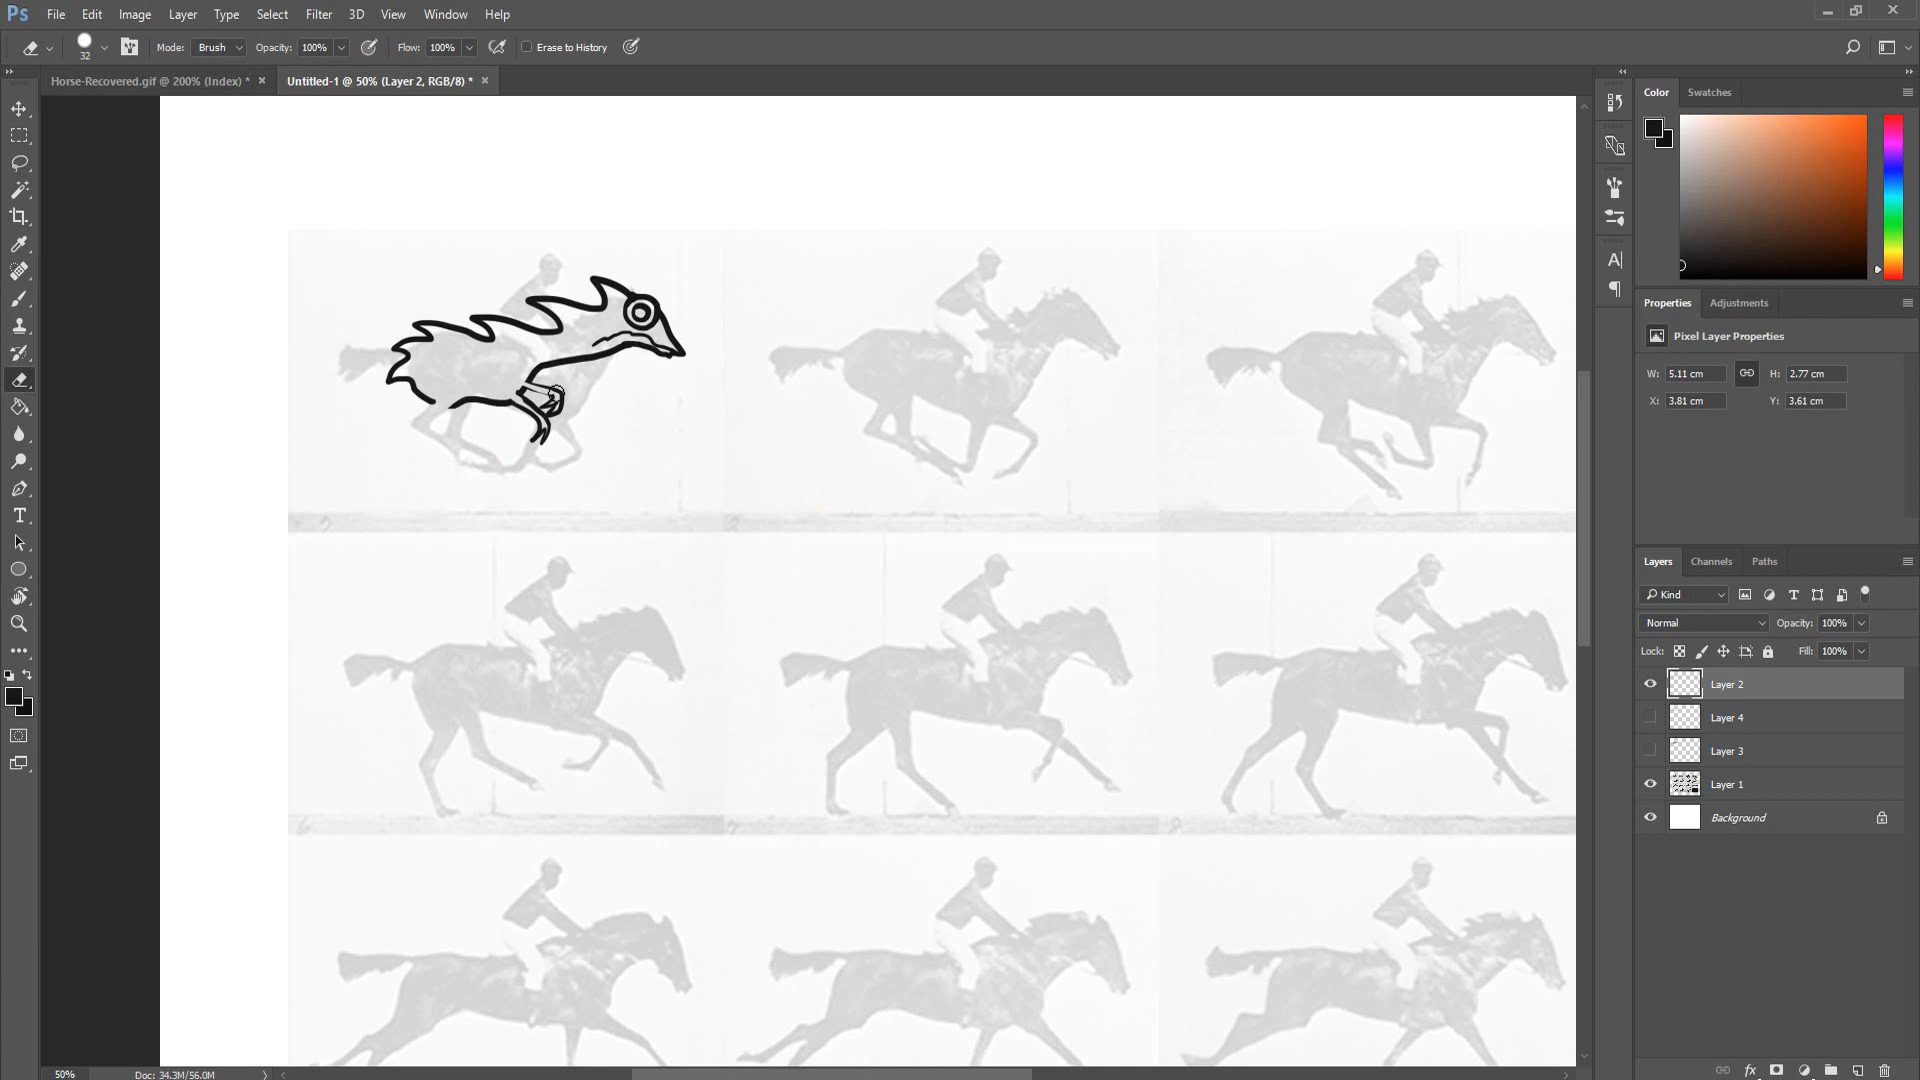 Ps File Edit Image Layer Type Select Filter 3D View Window Help
32 Mode: Brush Opacity: 100% Flow: 100% Erase to History
Horse-Recovered.gif @ 200% (Index) * × Untitled-1 @ 50% (Layer 2, RGB/8) * ×
Color Swatches
Properties Adjustments
Pixel Layer Properties
W: 5.11 cm H: 2.77 cm
X: 3.81 cm Y: 3.61 cm
Layers Channels Paths
Kind
Normal Opacity: 100%
Lock: Fill: 100%
Layer 2
Layer 4
Layer 3
Layer 1
Background
50% Doc: 34.3M/56.0M